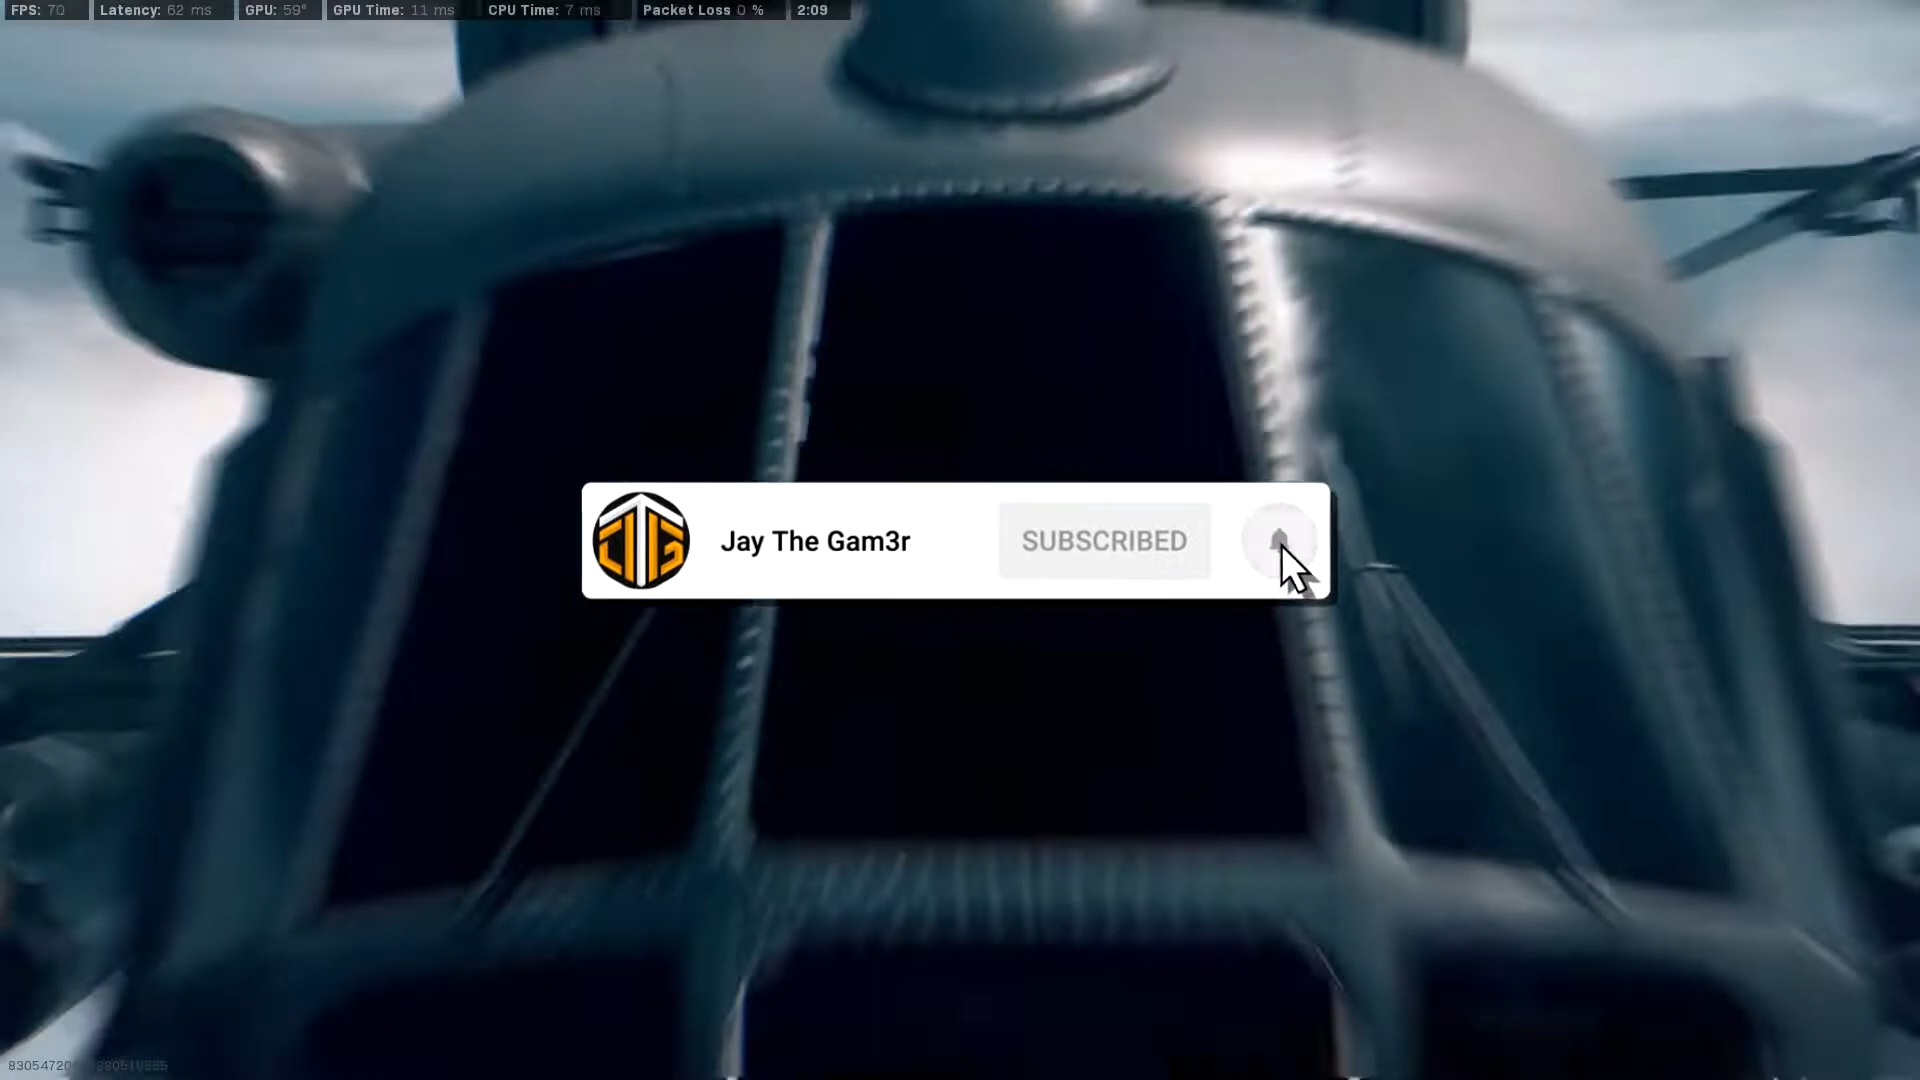 FPS: 70 Latency: 62 ms GPU: 59° GPU Time: 11 ms CPU Time: 7 ms Packet Loss 0 % 2:09
JTG
Jay The Gam3r
SUBSCRIBED